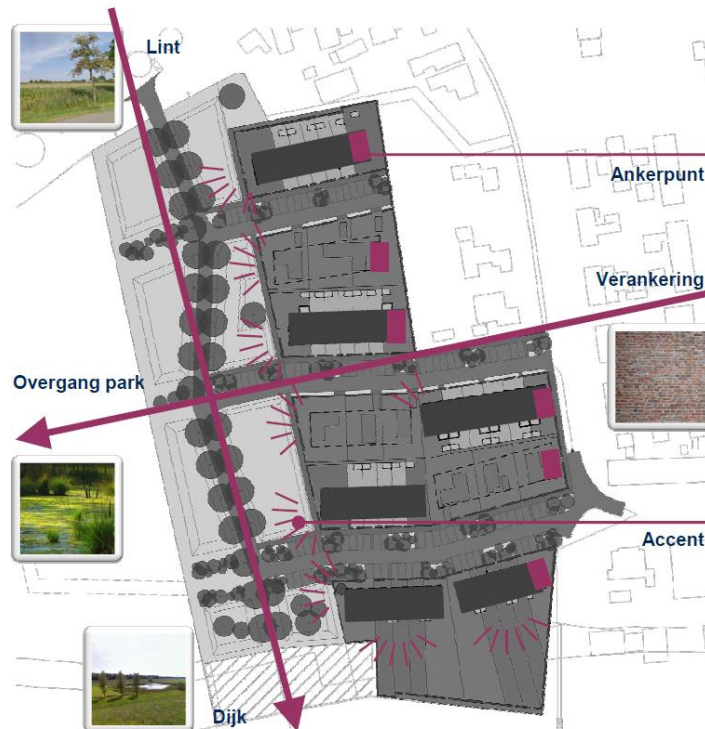 Lint
Ankerpunt
Verankering
Overgang park
Accent
Dijk